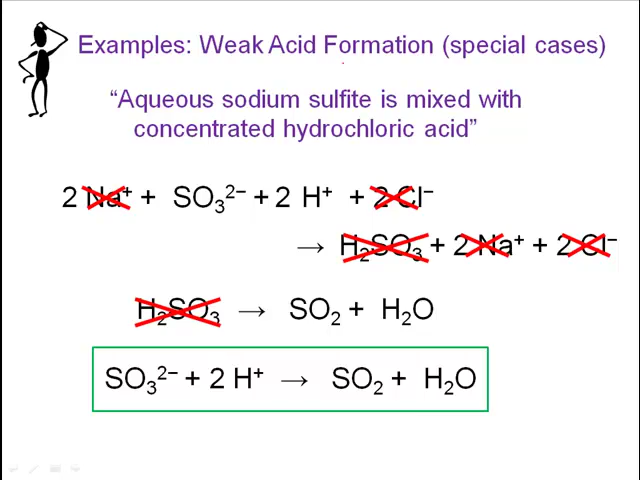 Examples: Weak Acid Formation (special cases)
“Aqueous sodium sulfite is mixed with
concentrated hydrochloric acid”
2 Na⁺ + SO₃²⁻ + 2 H⁺ + 2 Cl⁻
→ H₂SO₃ + 2 Na⁺ + 2 Cl⁻
H₂SO₃ → SO₂ + H₂O
SO₃²⁻ + 2 H⁺ → SO₂ + H₂O